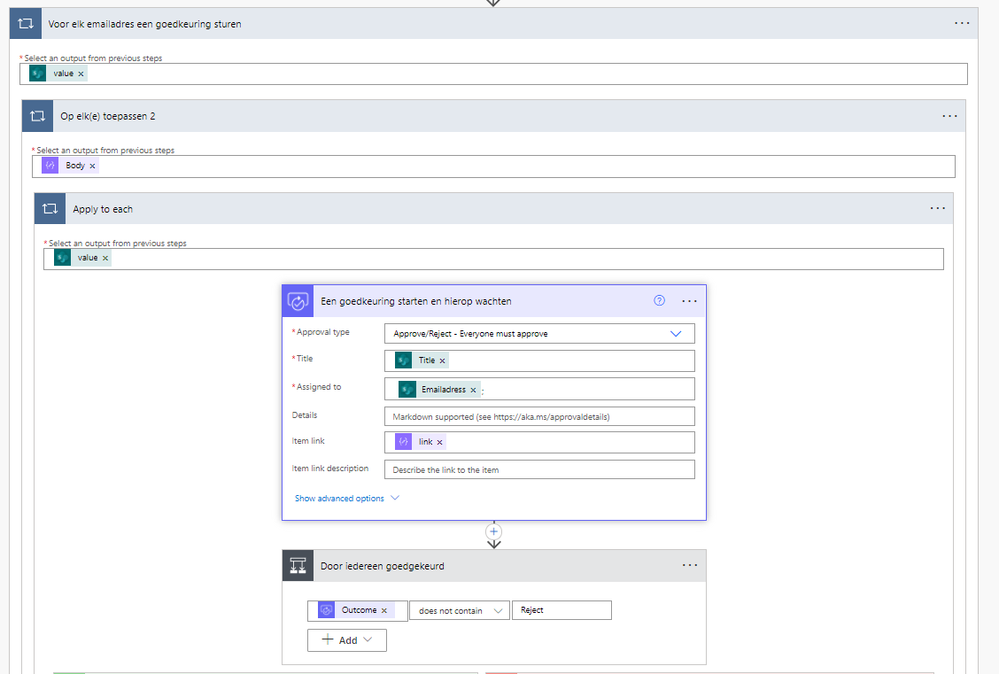 Voor elk emailadres een goedkeuring sturen
* Select an output from previous steps
value ×
Op elk(e) toepassen 2
* Select an output from previous steps
Body ×
Apply to each
* Select an output from previous steps
value ×
Een goedkeuring starten en hierop wachten
* Approval type
Approve/Reject - Everyone must approve
* Title
Title ×
* Assigned to
Emailadress × ;
Details
Markdown supported (see https://aka.ms/approvaldetails)
Item link
link ×
Item link description
Describe the link to the item
Show advanced options
Door iedereen goedgekeurd
Outcome × does not contain Reject
+ Add